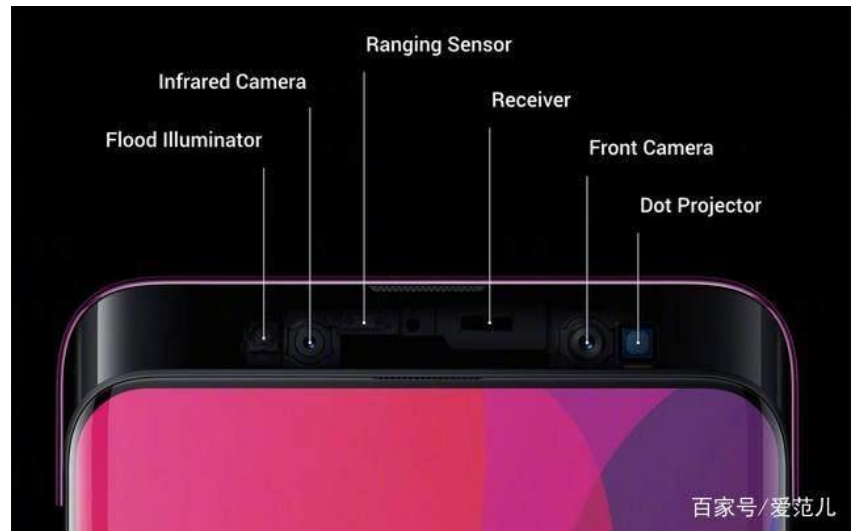 Ranging Sensor
Infrared Camera
Receiver
Flood Illuminator
Front Camera
Dot Projector
百家号/爱范儿